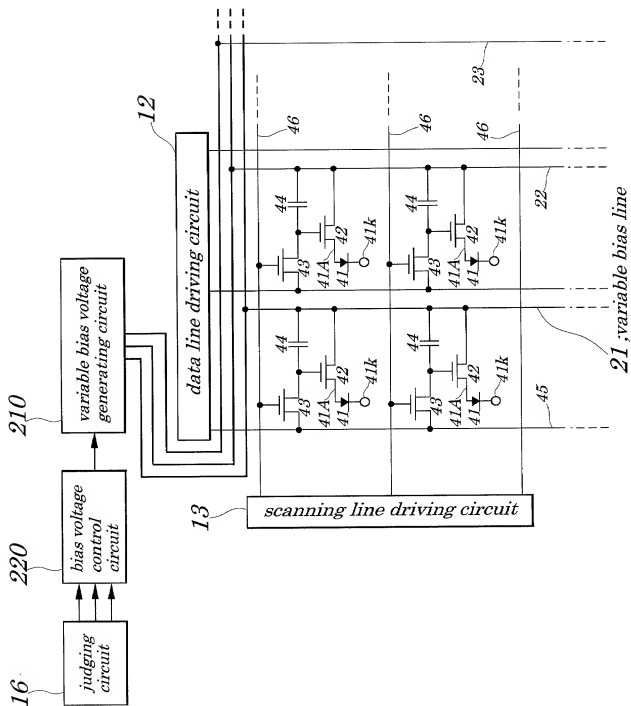 16
judging
circuit
220
bias voltage
control
circuit
210
variable bias voltage
generating circuit
12
data line driving circuit
13
scanning line driving circuit
46
46
46
23
22
21 ;variable bias line
45
44
43
42
41A
41
41k
44
43
42
41A
41
41k
44
43
42
41A
41
41k
44
43
42
41A
41
41k